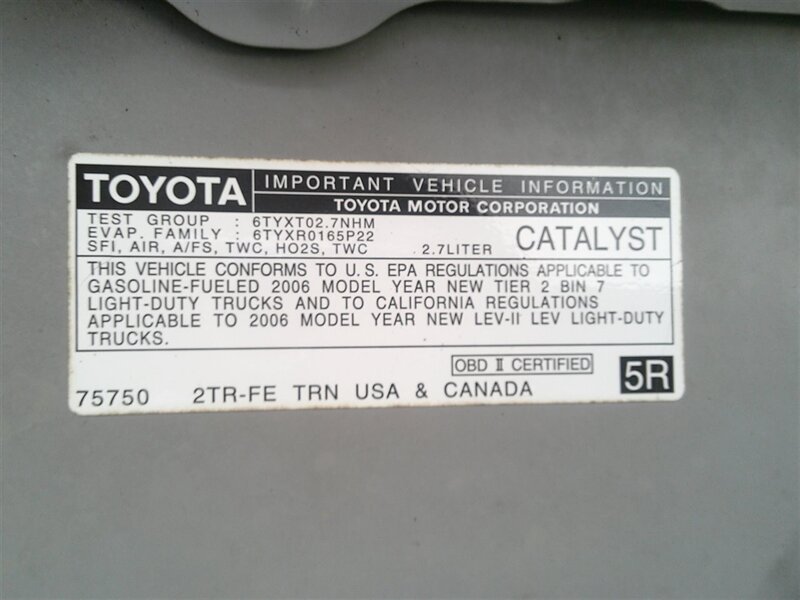 TOYOTA
IMPORTANT VEHICLE INFORMATION
TOYOTA MOTOR CORPORATION
TEST GROUP : 6TYXT02.7NHM
EVAP. FAMILY : 6TYXR0165P22
SFI, AIR, A/FS, TWC, HO2S, TWC 2.7LITER
CATALYST
THIS VEHICLE CONFORMS TO U.S. EPA REGULATIONS APPLICABLE TO
GASOLINE-FUELED 2006 MODEL YEAR NEW TIER 2 BIN 7
LIGHT-DUTY TRUCKS AND TO CALIFORNIA REGULATIONS
APPLICABLE TO 2006 MODEL YEAR NEW LEV-II LEV LIGHT-DUTY
TRUCKS.
OBD II CERTIFIED
75750 2TR-FE TRN USA & CANADA
5R